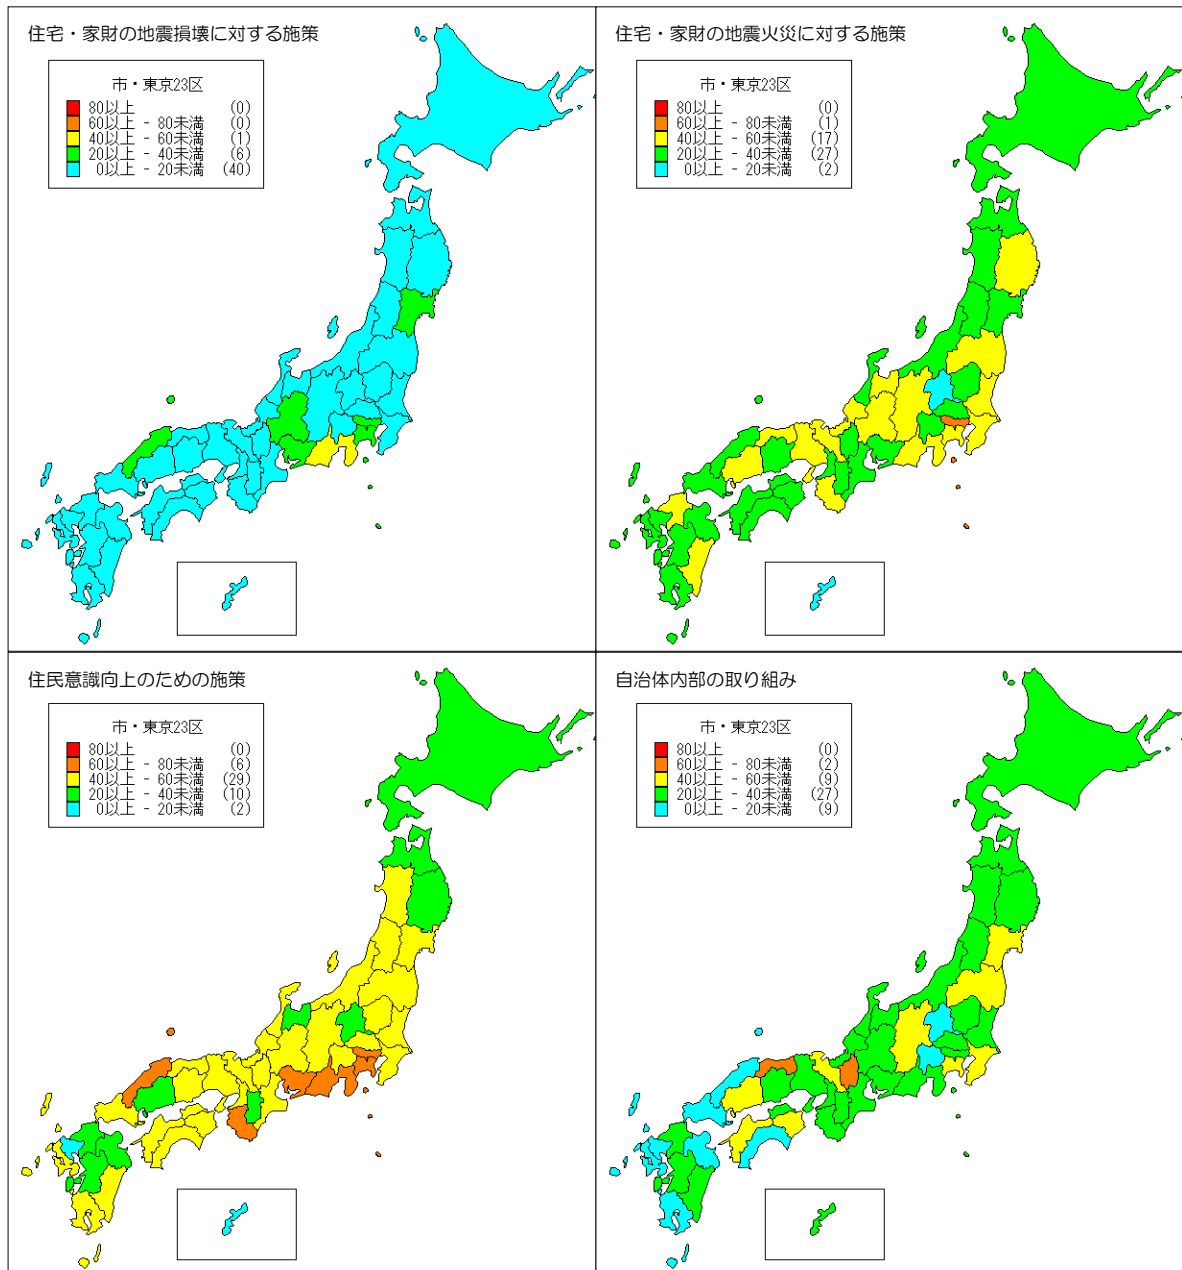 住宅・家財の地震損壊に対する施策
市・東京23区
80以上 (0)
60以上 - 80未満 (0)
40以上 - 60未満 (1)
20以上 - 40未満 (6)
0以上 - 20未満 (40)
住宅・家財の地震火災に対する施策
市・東京23区
80以上 (0)
60以上 - 80未満 (1)
40以上 - 60未満 (17)
20以上 - 40未満 (27)
0以上 - 20未満 (2)
住民意識向上のための施策
市・東京23区
80以上 (0)
60以上 - 80未満 (6)
40以上 - 60未満 (29)
20以上 - 40未満 (10)
0以上 - 20未満 (2)
自治体内部の取り組み
市・東京23区
80以上 (0)
60以上 - 80未満 (2)
40以上 - 60未満 (9)
20以上 - 40未満 (27)
0以上 - 20未満 (9)